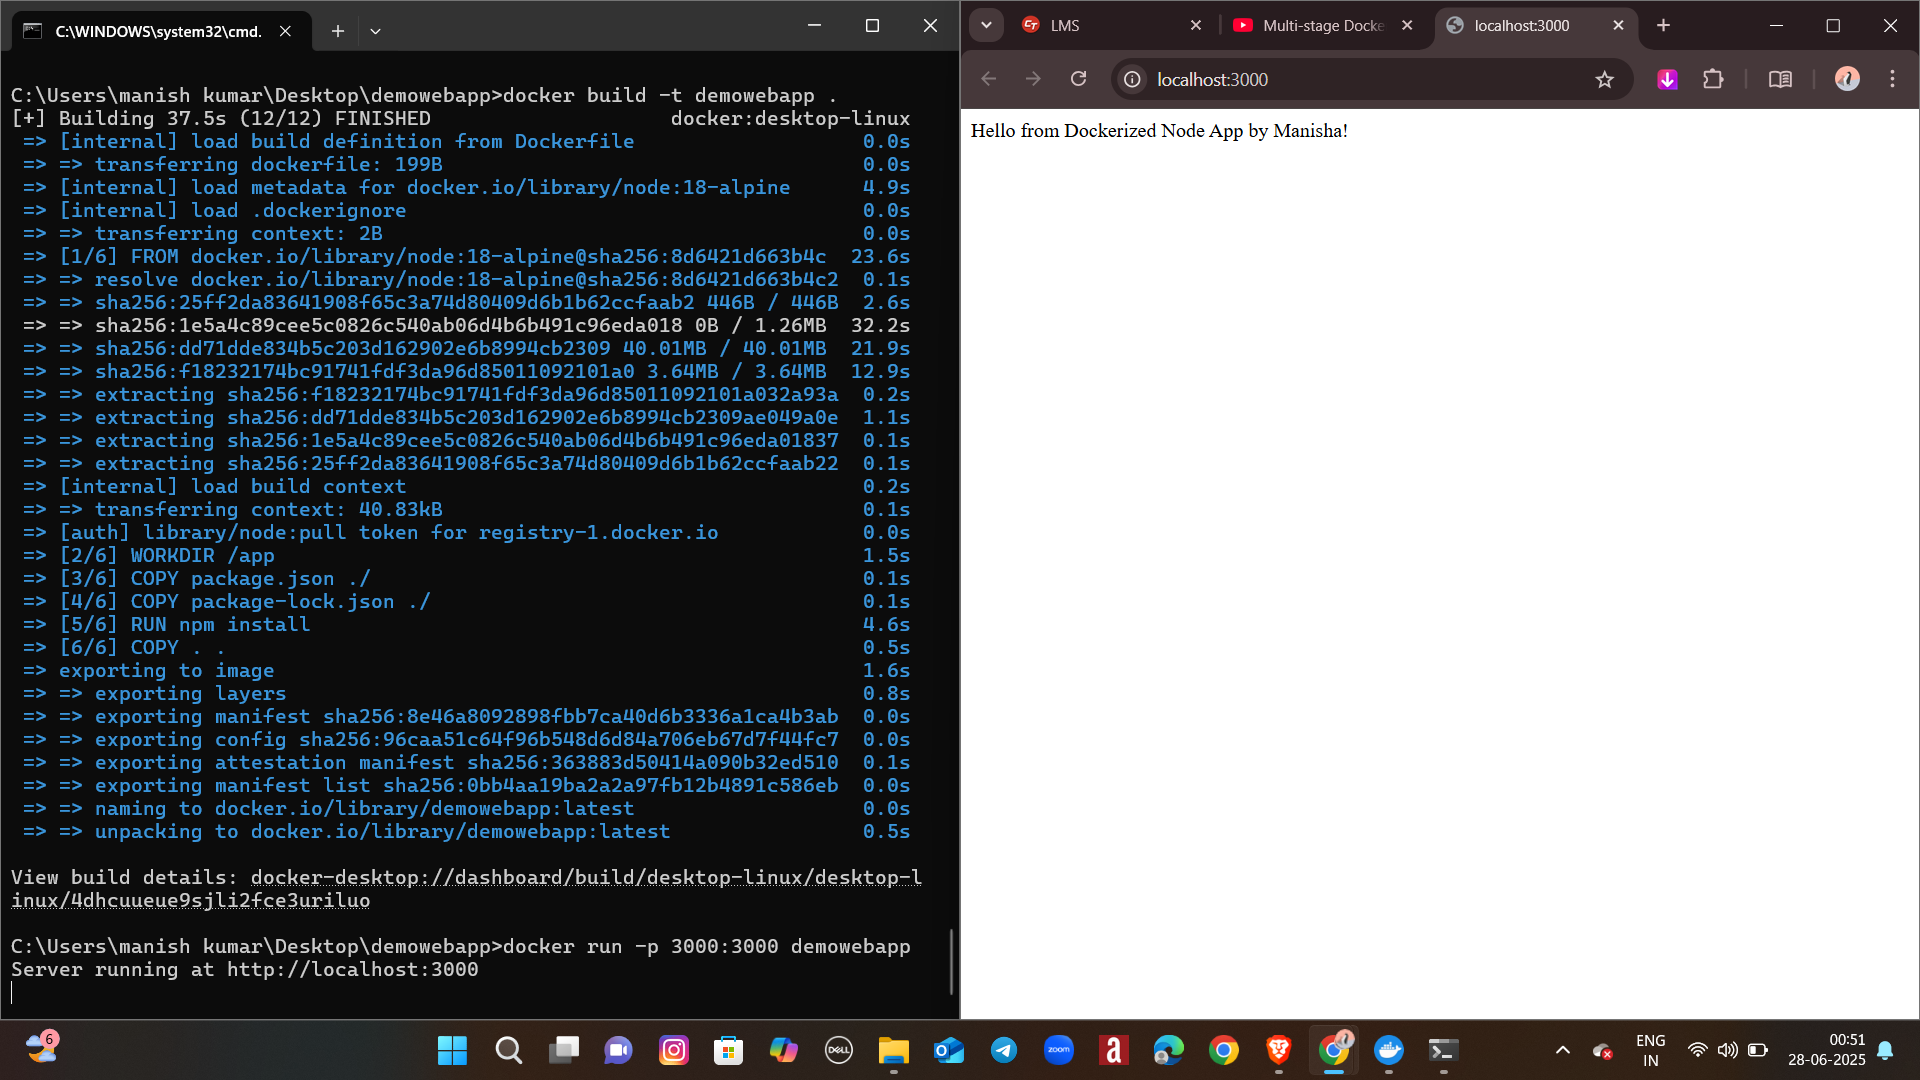 C:\WINDOWS\system32\cmd.
C:\Users\manish kumar\Desktop\demowebapp>docker build -t demowebapp .
[+] Building 37.5s (12/12) FINISHED docker:desktop-linux
=> [internal] load build definition from Dockerfile 0.0s
=> => transferring dockerfile: 199B 0.0s
=> [internal] load metadata for docker.io/library/node:18-alpine 4.9s
=> [internal] load .dockerignore 0.0s
=> => transferring context: 2B 0.0s
=> [1/6] FROM docker.io/library/node:18-alpine@sha256:8d6421d663b4c 23.6s
=> => resolve docker.io/library/node:18-alpine@sha256:8d6421d663b4c2 0.1s
=> => sha256:25ff2da83641908f65c3a74d80409d6b1b62ccfaab2 446B / 446B 2.6s
=> => sha256:1e5a4c89cee5c0826c540ab06d4b6b491c96eda018 0B / 1.26MB 32.2s
=> => sha256:dd71dde834b5c203d162902e6b8994cb2309 40.01MB / 40.01MB 21.9s
=> => sha256:f18232174bc91741fdf3da96d85011092101a0 3.64MB / 3.64MB 12.9s
=> => extracting sha256:f18232174bc91741fdf3da96d85011092101a032a93a 0.2s
=> => extracting sha256:dd71dde834b5c203d162902e6b8994cb2309ae049a0e 1.1s
=> => extracting sha256:1e5a4c89cee5c0826c540ab06d4b6b491c96eda01837 0.1s
=> => extracting sha256:25ff2da83641908f65c3a74d80409d6b1b62ccfaab22 0.1s
=> [internal] load build context 0.2s
=> => transferring context: 40.83kB 0.1s
=> [auth] library/node:pull token for registry-1.docker.io 0.0s
=> [2/6] WORKDIR /app 1.5s
=> [3/6] COPY package.json ./ 0.1s
=> [4/6] COPY package-lock.json ./ 0.1s
=> [5/6] RUN npm install 4.6s
=> [6/6] COPY . . 0.5s
=> exporting to image 1.6s
=> => exporting layers 0.8s
=> => exporting manifest sha256:8e46a8092898fbb7ca40d6b3336a1ca4b3ab 0.0s
=> => exporting config sha256:96caa51c64f96b548d6d84a706eb67d7f44fc7 0.0s
=> => exporting attestation manifest sha256:363883d50414a090b32ed510 0.1s
=> => exporting manifest list sha256:0bb4aa19ba2a2a97fb12b4891c586eb 0.0s
=> => naming to docker.io/library/demowebapp:latest 0.0s
=> => unpacking to docker.io/library/demowebapp:latest 0.5s
View build details: docker-desktop://dashboard/build/desktop-linux/desktop-l
inux/4dhcuueue9sjli2fce3uriluo
C:\Users\manish kumar\Desktop\demowebapp>docker run -p 3000:3000 demowebapp
Server running at http://localhost:3000
LMS
Multi-stage Docke
localhost:3000
localhost:3000
Hello from Dockerized Node App by Manisha!
6
DELL
zoom
a
ENG
IN
00:51
28-06-2025